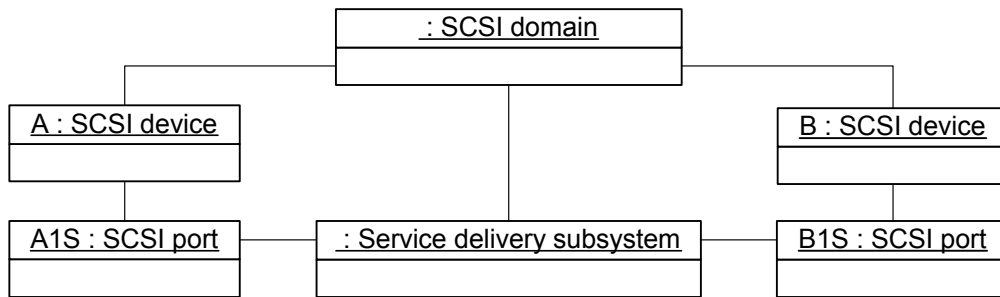 : SCSI domain
A : SCSI device
B : SCSI device
A1S : SCSI port
: Service delivery subsystem
B1S : SCSI port